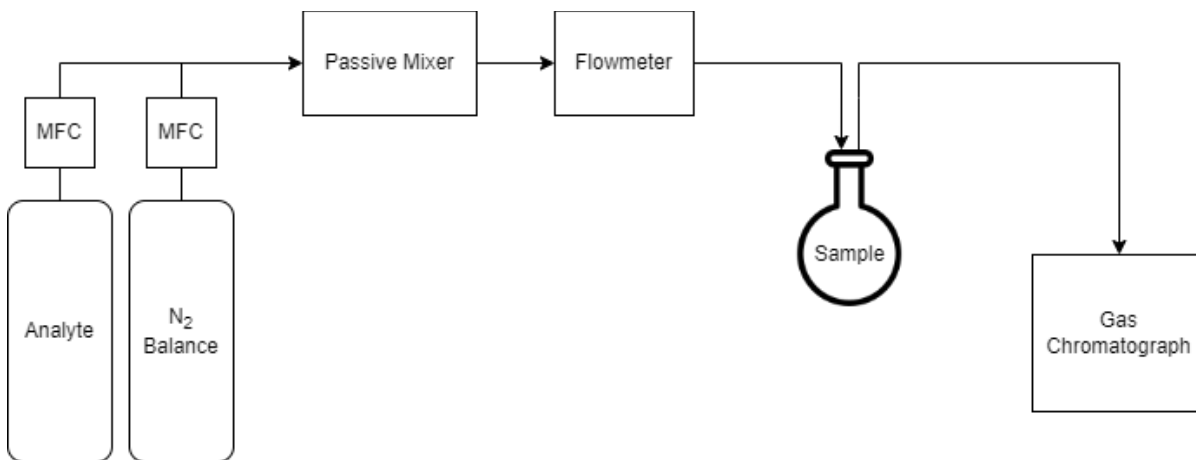 Passive Mixer
Flowmeter
MFC
MFC
Sample
Analyte
N₂
Balance
Gas
Chromatograph